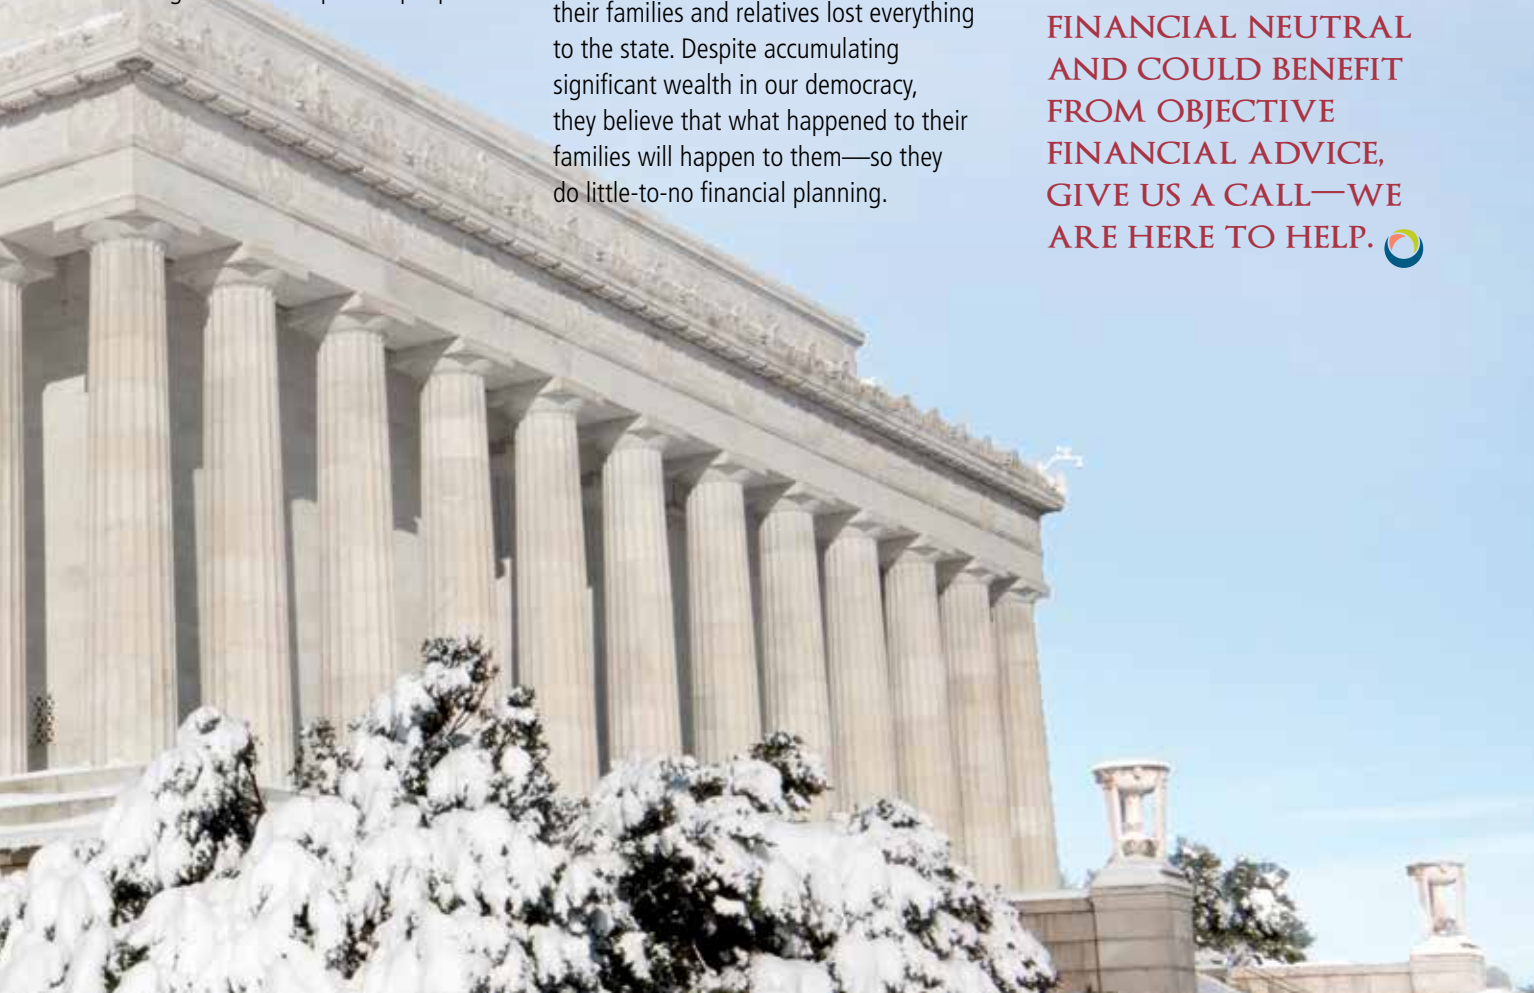 their families and relatives lost everything
to the state. Despite accumulating
significant wealth in our democracy,
they believe that what happened to their
families will happen to them—so they
do little-to-no financial planning.
FINANCIAL NEUTRAL
AND COULD BENEFIT
FROM OBJECTIVE
FINANCIAL ADVICE,
GIVE US A CALL—WE
ARE HERE TO HELP.